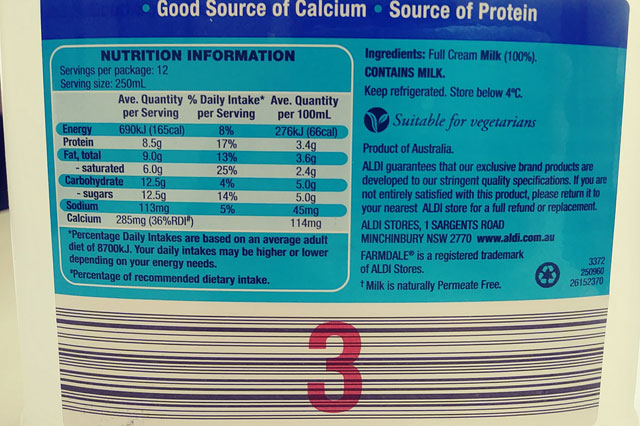 • Good Source of Calcium • Source of Protein
NUTRITION INFORMATION
Servings per package: 12
Serving size: 250mL
Ave. Quantity per Serving % Daily Intake* per Serving Ave. Quantity per 100mL
Energy 690kJ (165cal) 8% 276kJ (66cal)
Protein 8.5g 17% 3.4g
Fat, total 9.0g 13% 3.6g
- saturated 6.0g 25% 2.4g
Carbohydrate 12.5g 4% 5.0g
- sugars 12.5g 14% 5.0g
Sodium 113mg 5% 45mg
Calcium 285mg (36%RDI#) 114mg
*Percentage Daily Intakes are based on an average adult
diet of 8700kJ. Your daily intakes may be higher or lower
depending on your energy needs.
#Percentage of recommended dietary intake.
Ingredients: Full Cream Milk (100%).
CONTAINS MILK.
Keep refrigerated. Store below 4°C.
Suitable for vegetarians
Product of Australia.
ALDI guarantees that our exclusive brand products are
developed to our stringent quality specifications. If you are
not entirely satisfied with this product, please return it to
your nearest ALDI store for a full refund or replacement.
ALDI STORES, 1 SARGENTS ROAD
MINCHINBURY NSW 2770 www.aldi.com.au
FARMDALE® is a registered trademark
of ALDI Stores.
† Milk is naturally Permeate Free.
3372
250960
26152370
3